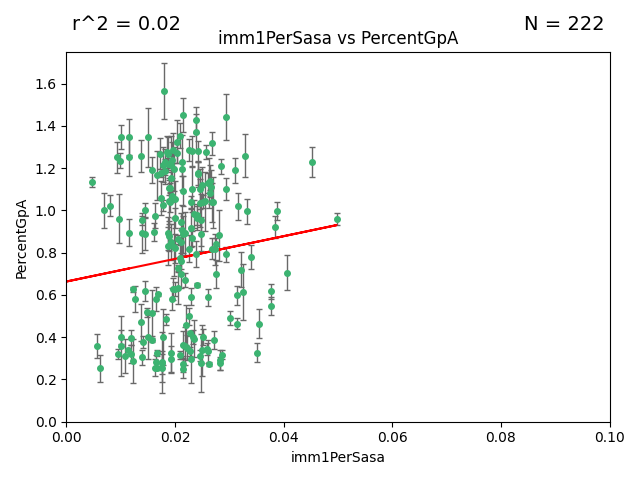 r^2 = 0.02
N = 222
imm1PerSasa vs PercentGpA
PercentGpA
1.6
1.4
1.2
1.0
0.8
0.6
0.4
0.2
0.0
0.00 0.02 0.04 0.06 0.08 0.10
imm1PerSasa